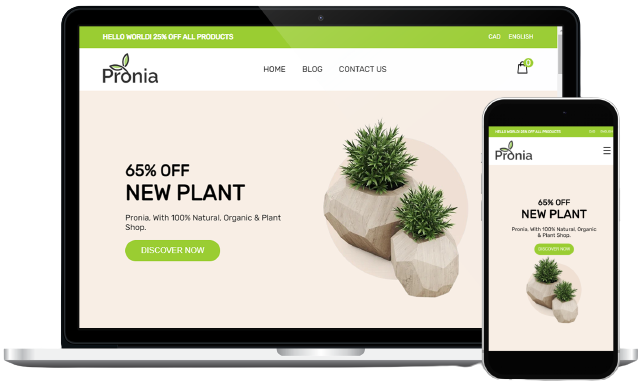 HELLO WORLD! 25% OFF ALL PRODUCTS CAD ENGLISH
Pronia HOME BLOG CONTACT US 0
65% OFF
NEW PLANT
Pronia, With 100% Natural, Organic & Plant
Shop.
DISCOVER NOW
HELLO WORLD! 25% OFF ALL PRODUCTS CAD ENGLISH
Pronia
65% OFF
NEW PLANT
Pronia, With 100% Natural, Organic
& Plant Shop.
DISCOVER NOW